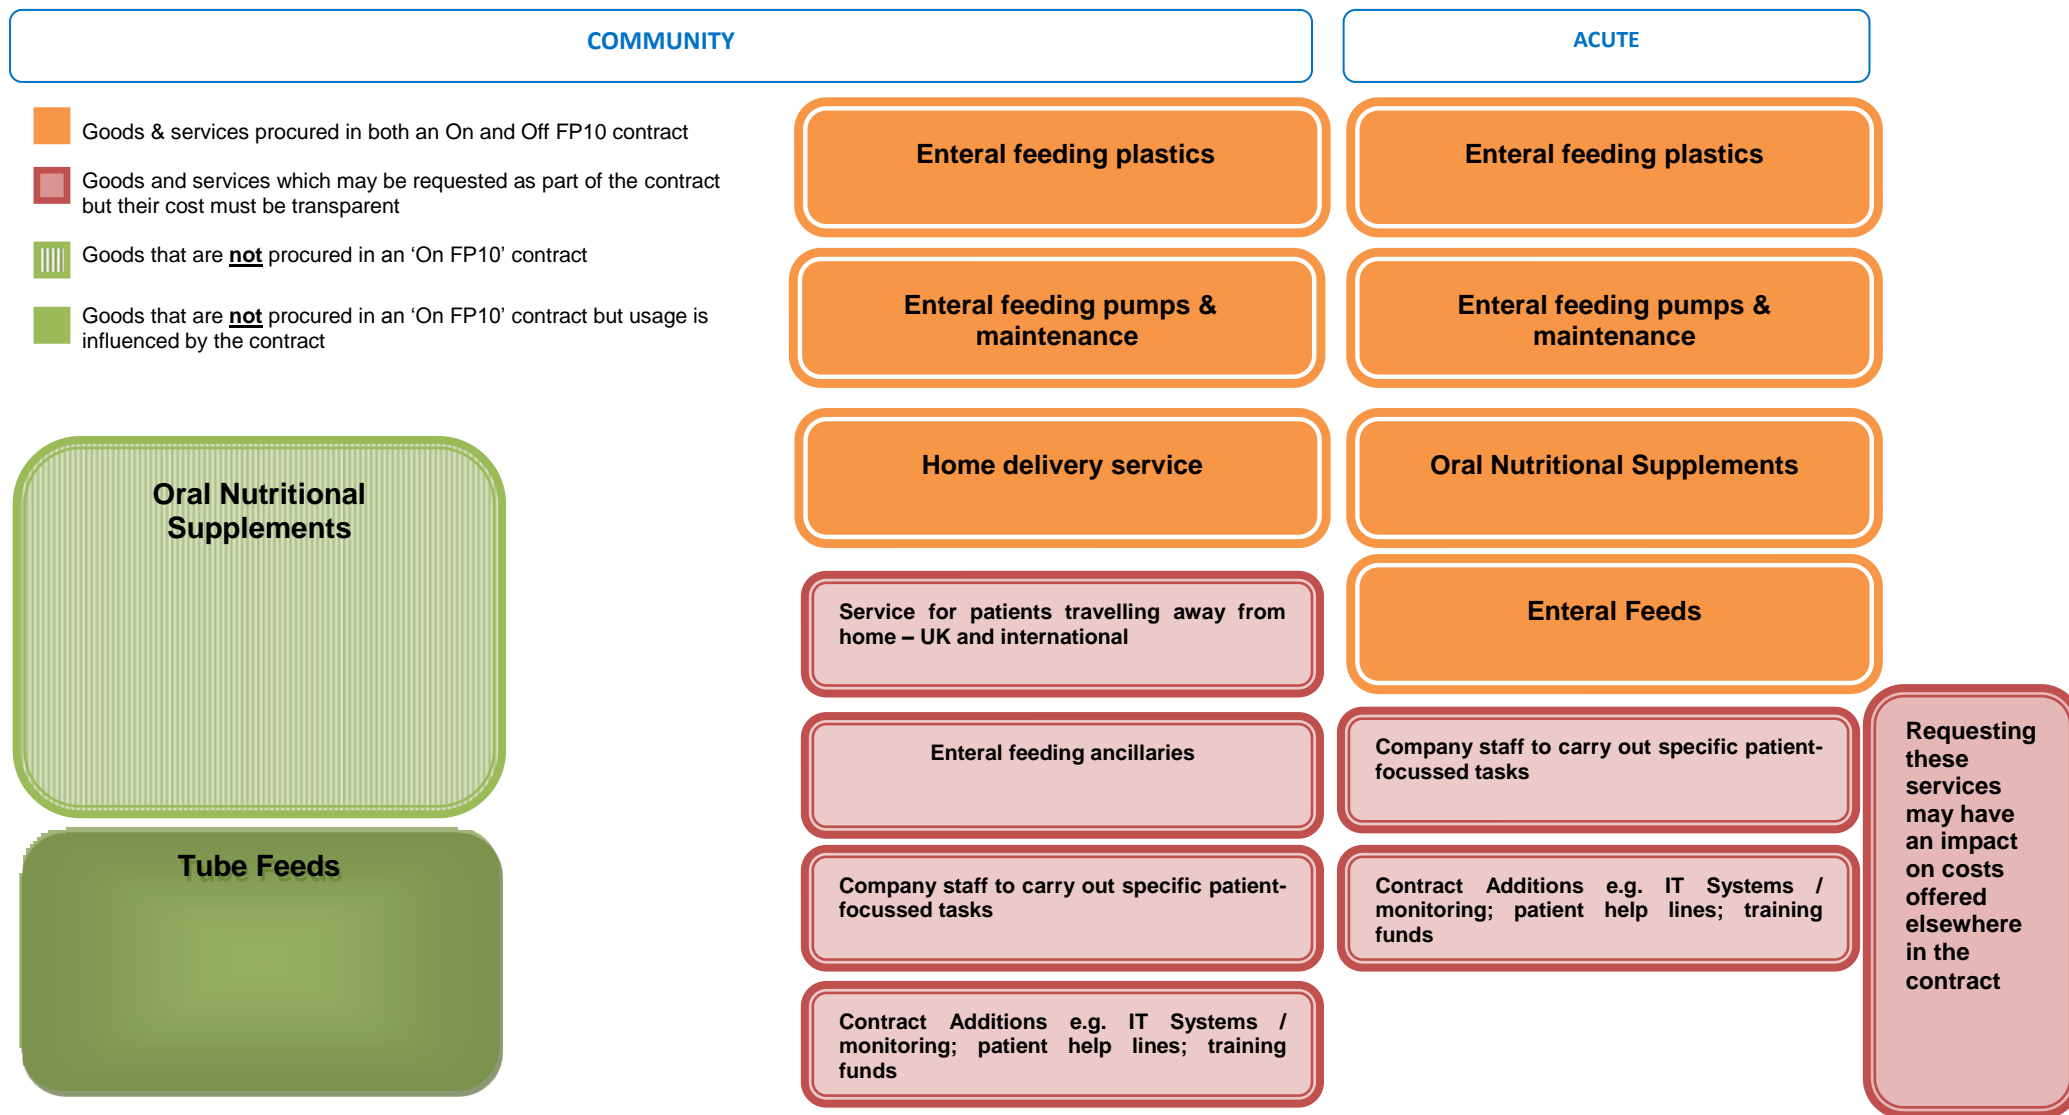 COMMUNITY
ACUTE
Goods & services procured in both an On and Off FP10 contract
Goods and services which may be requested as part of the contract
but their cost must be transparent
Goods that are not procured in an ‘On FP10’ contract
Goods that are not procured in an ‘On FP10’ contract but usage is
influenced by the contract
Oral Nutritional
Supplements
Tube Feeds
Enteral feeding plastics
Enteral feeding pumps &
maintenance
Home delivery service
Service for patients travelling away from
home – UK and international
Enteral feeding ancillaries
Company staff to carry out specific patient-
focussed tasks
Contract Additions e.g. IT Systems /
monitoring; patient help lines; training
funds
Enteral feeding plastics
Enteral feeding pumps &
maintenance
Oral Nutritional Supplements
Enteral Feeds
Company staff to carry out specific patient-
focussed tasks
Contract Additions e.g. IT Systems /
monitoring; patient help lines; training
funds
Requesting
these
services
may have
an impact
on costs
offered
elsewhere
in the
contract